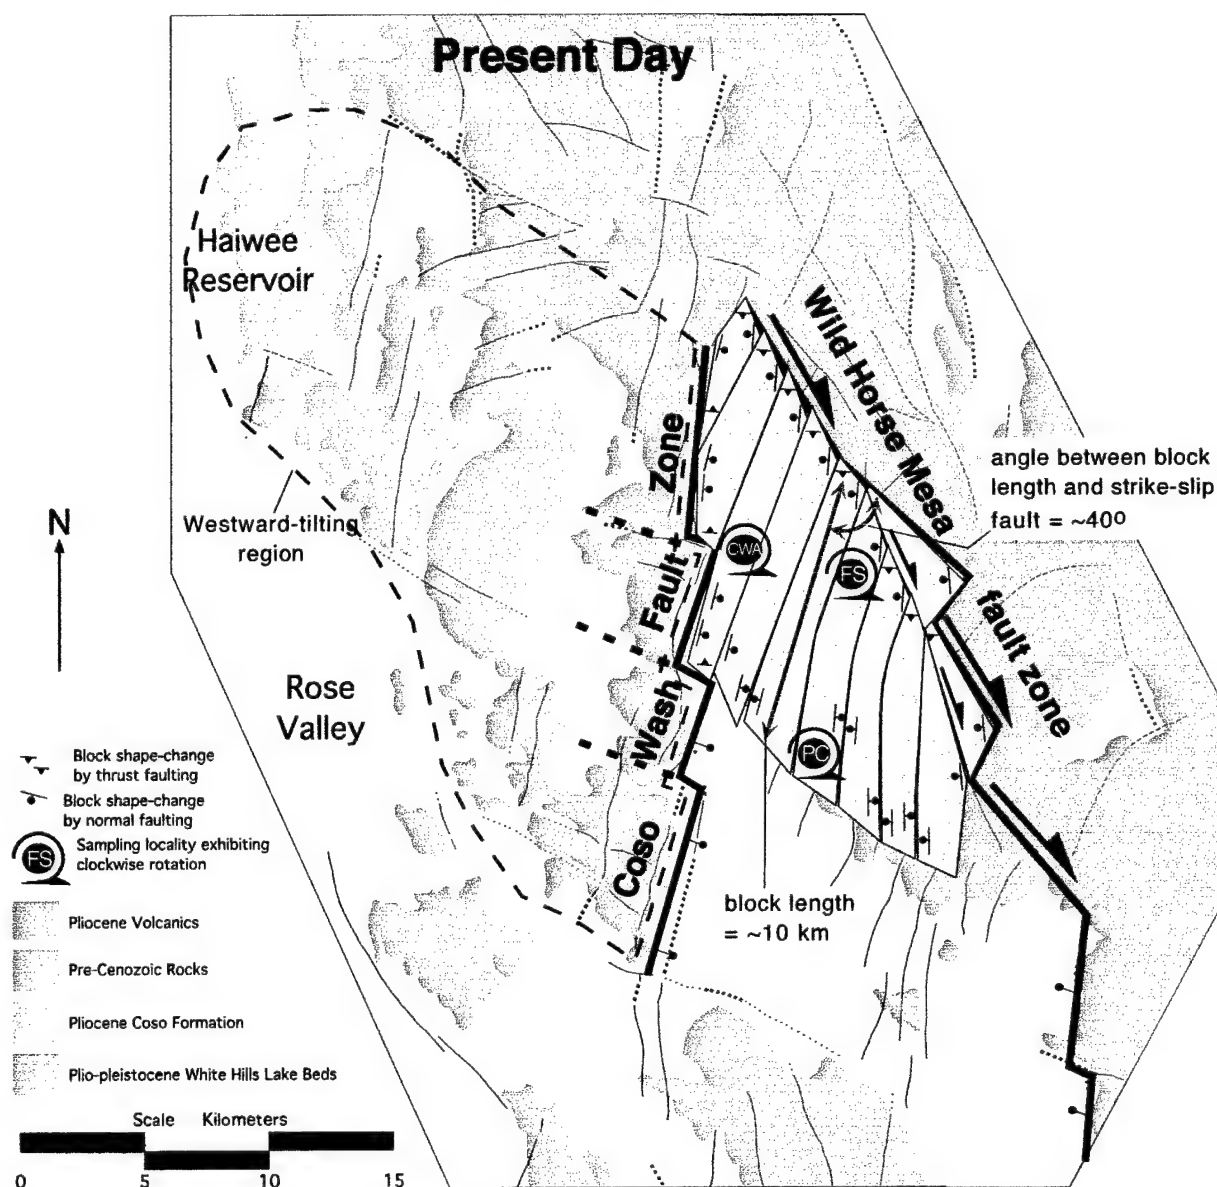 Present Day
Haiwee
Reservoir
Wild Horse Mesa
fault zone
angle between block
length and strike-slip
fault = ~40º
Westward-tilting
region
N
Coso Wash Fault Zone
CWA
FS
PC
Rose
Valley
block length
= ~10 km
Block shape-change
by thrust faulting
Block shape-change
by normal faulting
FS
Sampling locality exhibiting
clockwise rotation
Pliocene Volcanics
Pre-Cenozoic Rocks
Pliocene Coso Formation
Plio-pleistocene White Hills Lake Beds
Scale Kilometers
0 5 10 15